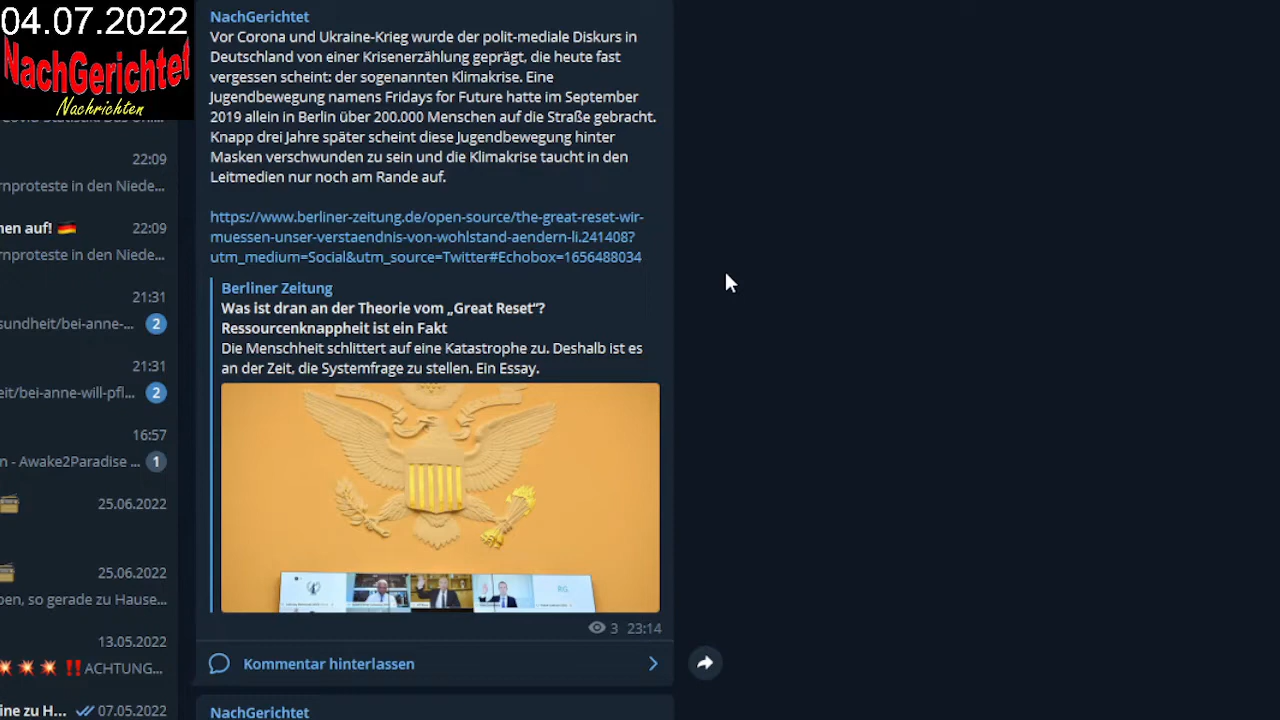 04.07.2022
NachGerichtet
Nachrichten
22:09
rnproteste in den Niede...
nen auf!
22:09
rnproteste in den Niede...
21:31
sundheit/bei-anne-...
2
21:31
eit/bei-anne-will-pfl...
2
16:57
n - Awake2Paradise ...
1
25.06.2022
25.06.2022
ben, so gerade zu Hause...
13.05.2022
ACHTUNG...
ine zu H...
07.05.2022
NachGerichtet
Vor Corona und Ukraine-Krieg wurde der polit-mediale Diskurs in
Deutschland von einer Krisenerzählung geprägt, die heute fast
vergessen scheint: der sogenannten Klimakrise. Eine
Jugendbewegung namens Fridays for Future hatte im September
2019 allein in Berlin über 200.000 Menschen auf die Straße gebracht.
Knapp drei Jahre später scheint diese Jugendbewegung hinter
Masken verschwunden zu sein und die Klimakrise taucht in den
Leitmedien nur noch am Rande auf.
https://www.berliner-zeitung.de/open-source/the-great-reset-wir-
muessen-unser-verstaendnis-von-wohlstand-aendern-li.241408?
utm_medium=Social&utm_source=Twitter#Echobox=1656488034
Berliner Zeitung
Was ist dran an der Theorie vom „Great Reset“?
Ressourcenknappheit ist ein Fakt
Die Menschheit schlittert auf eine Katastrophe zu. Deshalb ist es
an der Zeit, die Systemfrage zu stellen. Ein Essay.
3 23:14
Kommentar hinterlassen
NachGerichtet